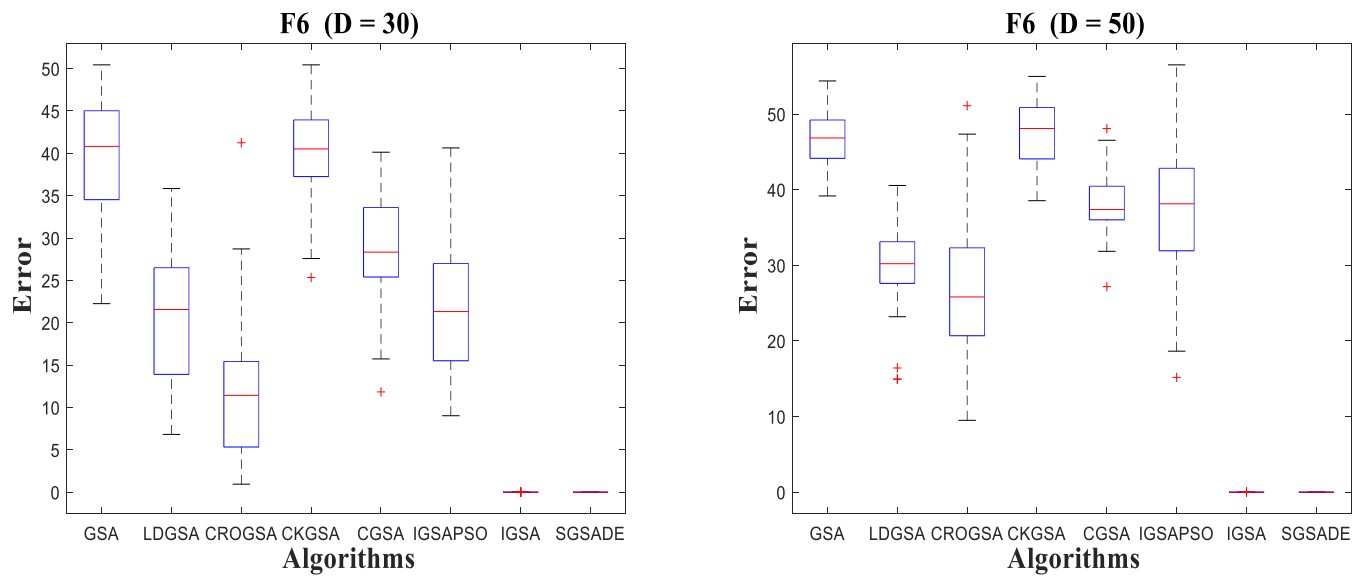 F6 (D = 30)
50
45
40
35
30
25
20
15
10
5
0
Error
GSA LDGSA CROGSA CKGSA CGSA IGSAPSO IGSA SGSADE
Algorithms
F6 (D = 50)
50
40
30
20
10
0
Error
GSA LDGSA CROGSA CKGSA CGSA IGSAPSO IGSA SGSADE
Algorithms